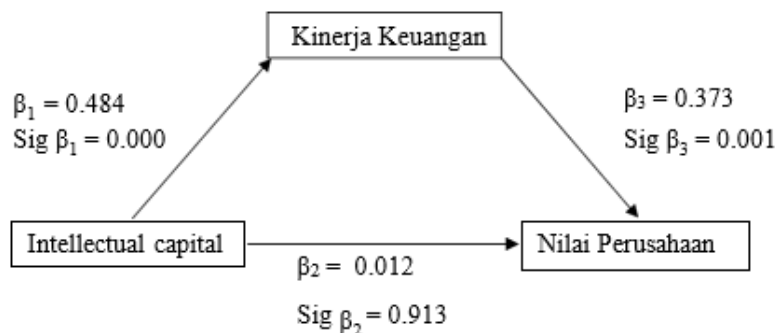 Kinerja Keuangan
β₁ = 0.484
Sig β₁ = 0.000
β₃ = 0.373
Sig β₃ = 0.001
Intellectual capital
Nilai Perusahaan
β₂ = 0.012
Sig β₂ = 0.913